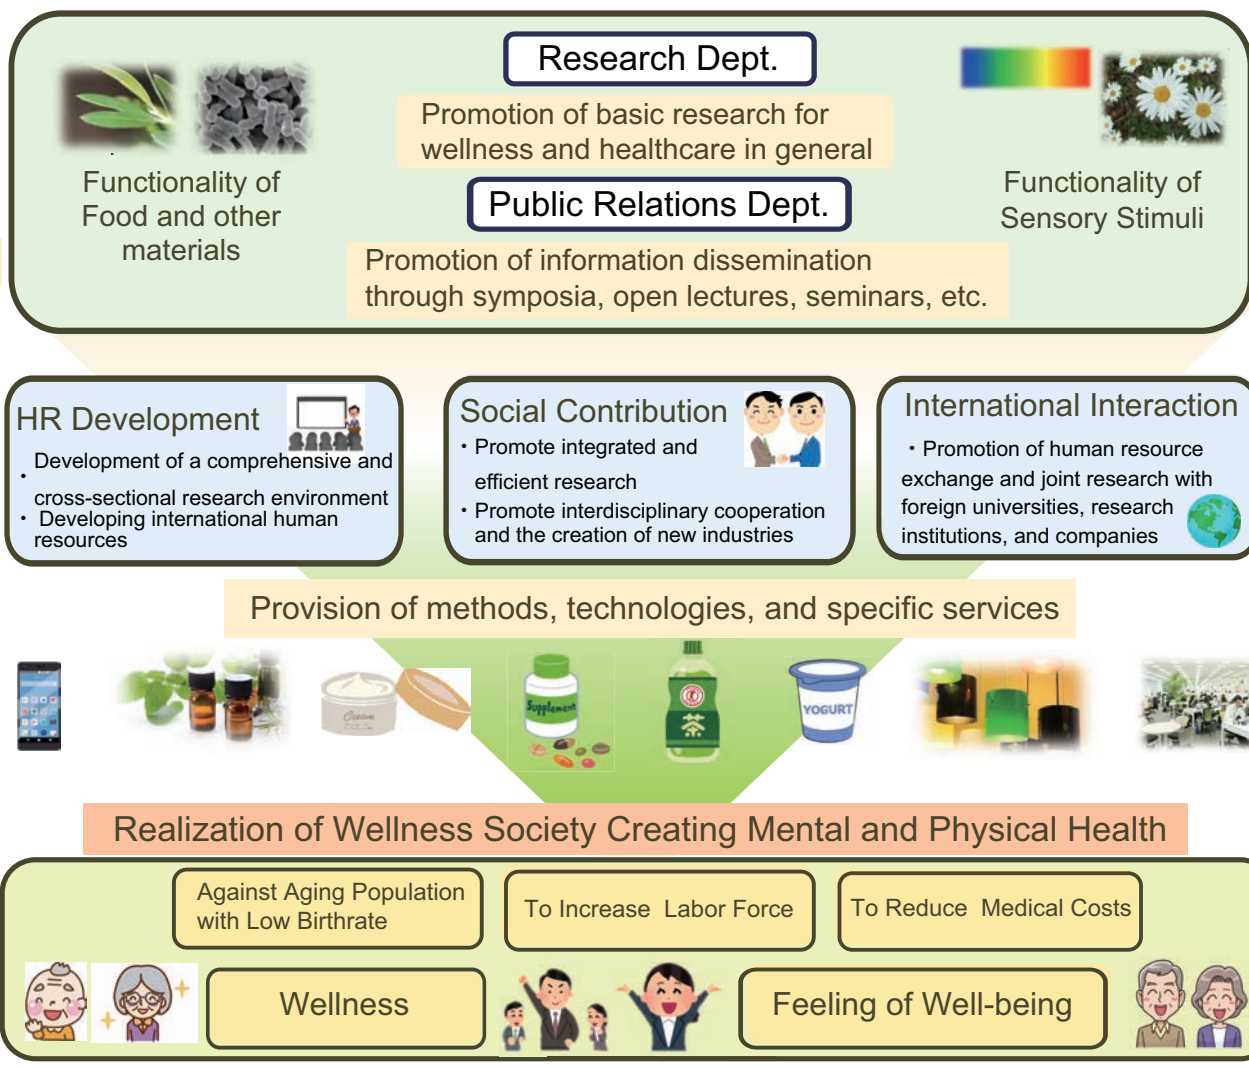 Research Dept.
Promotion of basic research for
wellness and healthcare in general
Functionality of
Food and other
materials
Functionality of
Sensory Stimuli
Public Relations Dept.
Promotion of information dissemination
through symposia, open lectures, seminars, etc.
HR Development
・Development of a comprehensive and
cross-sectional research environment
・Developing international human
resources
Social Contribution
・Promote integrated and
efficient research
・Promote interdisciplinary cooperation
and the creation of new industries
International Interaction
・Promotion of human resource
exchange and joint research with
foreign universities, research
institutions, and companies
Provision of methods, technologies, and specific services
Cream
Supplement
茶
YOGURT
Realization of Wellness Society Creating Mental and Physical Health
Against Aging Population
with Low Birthrate
To Increase Labor Force
To Reduce Medical Costs
Wellness
Feeling of Well-being